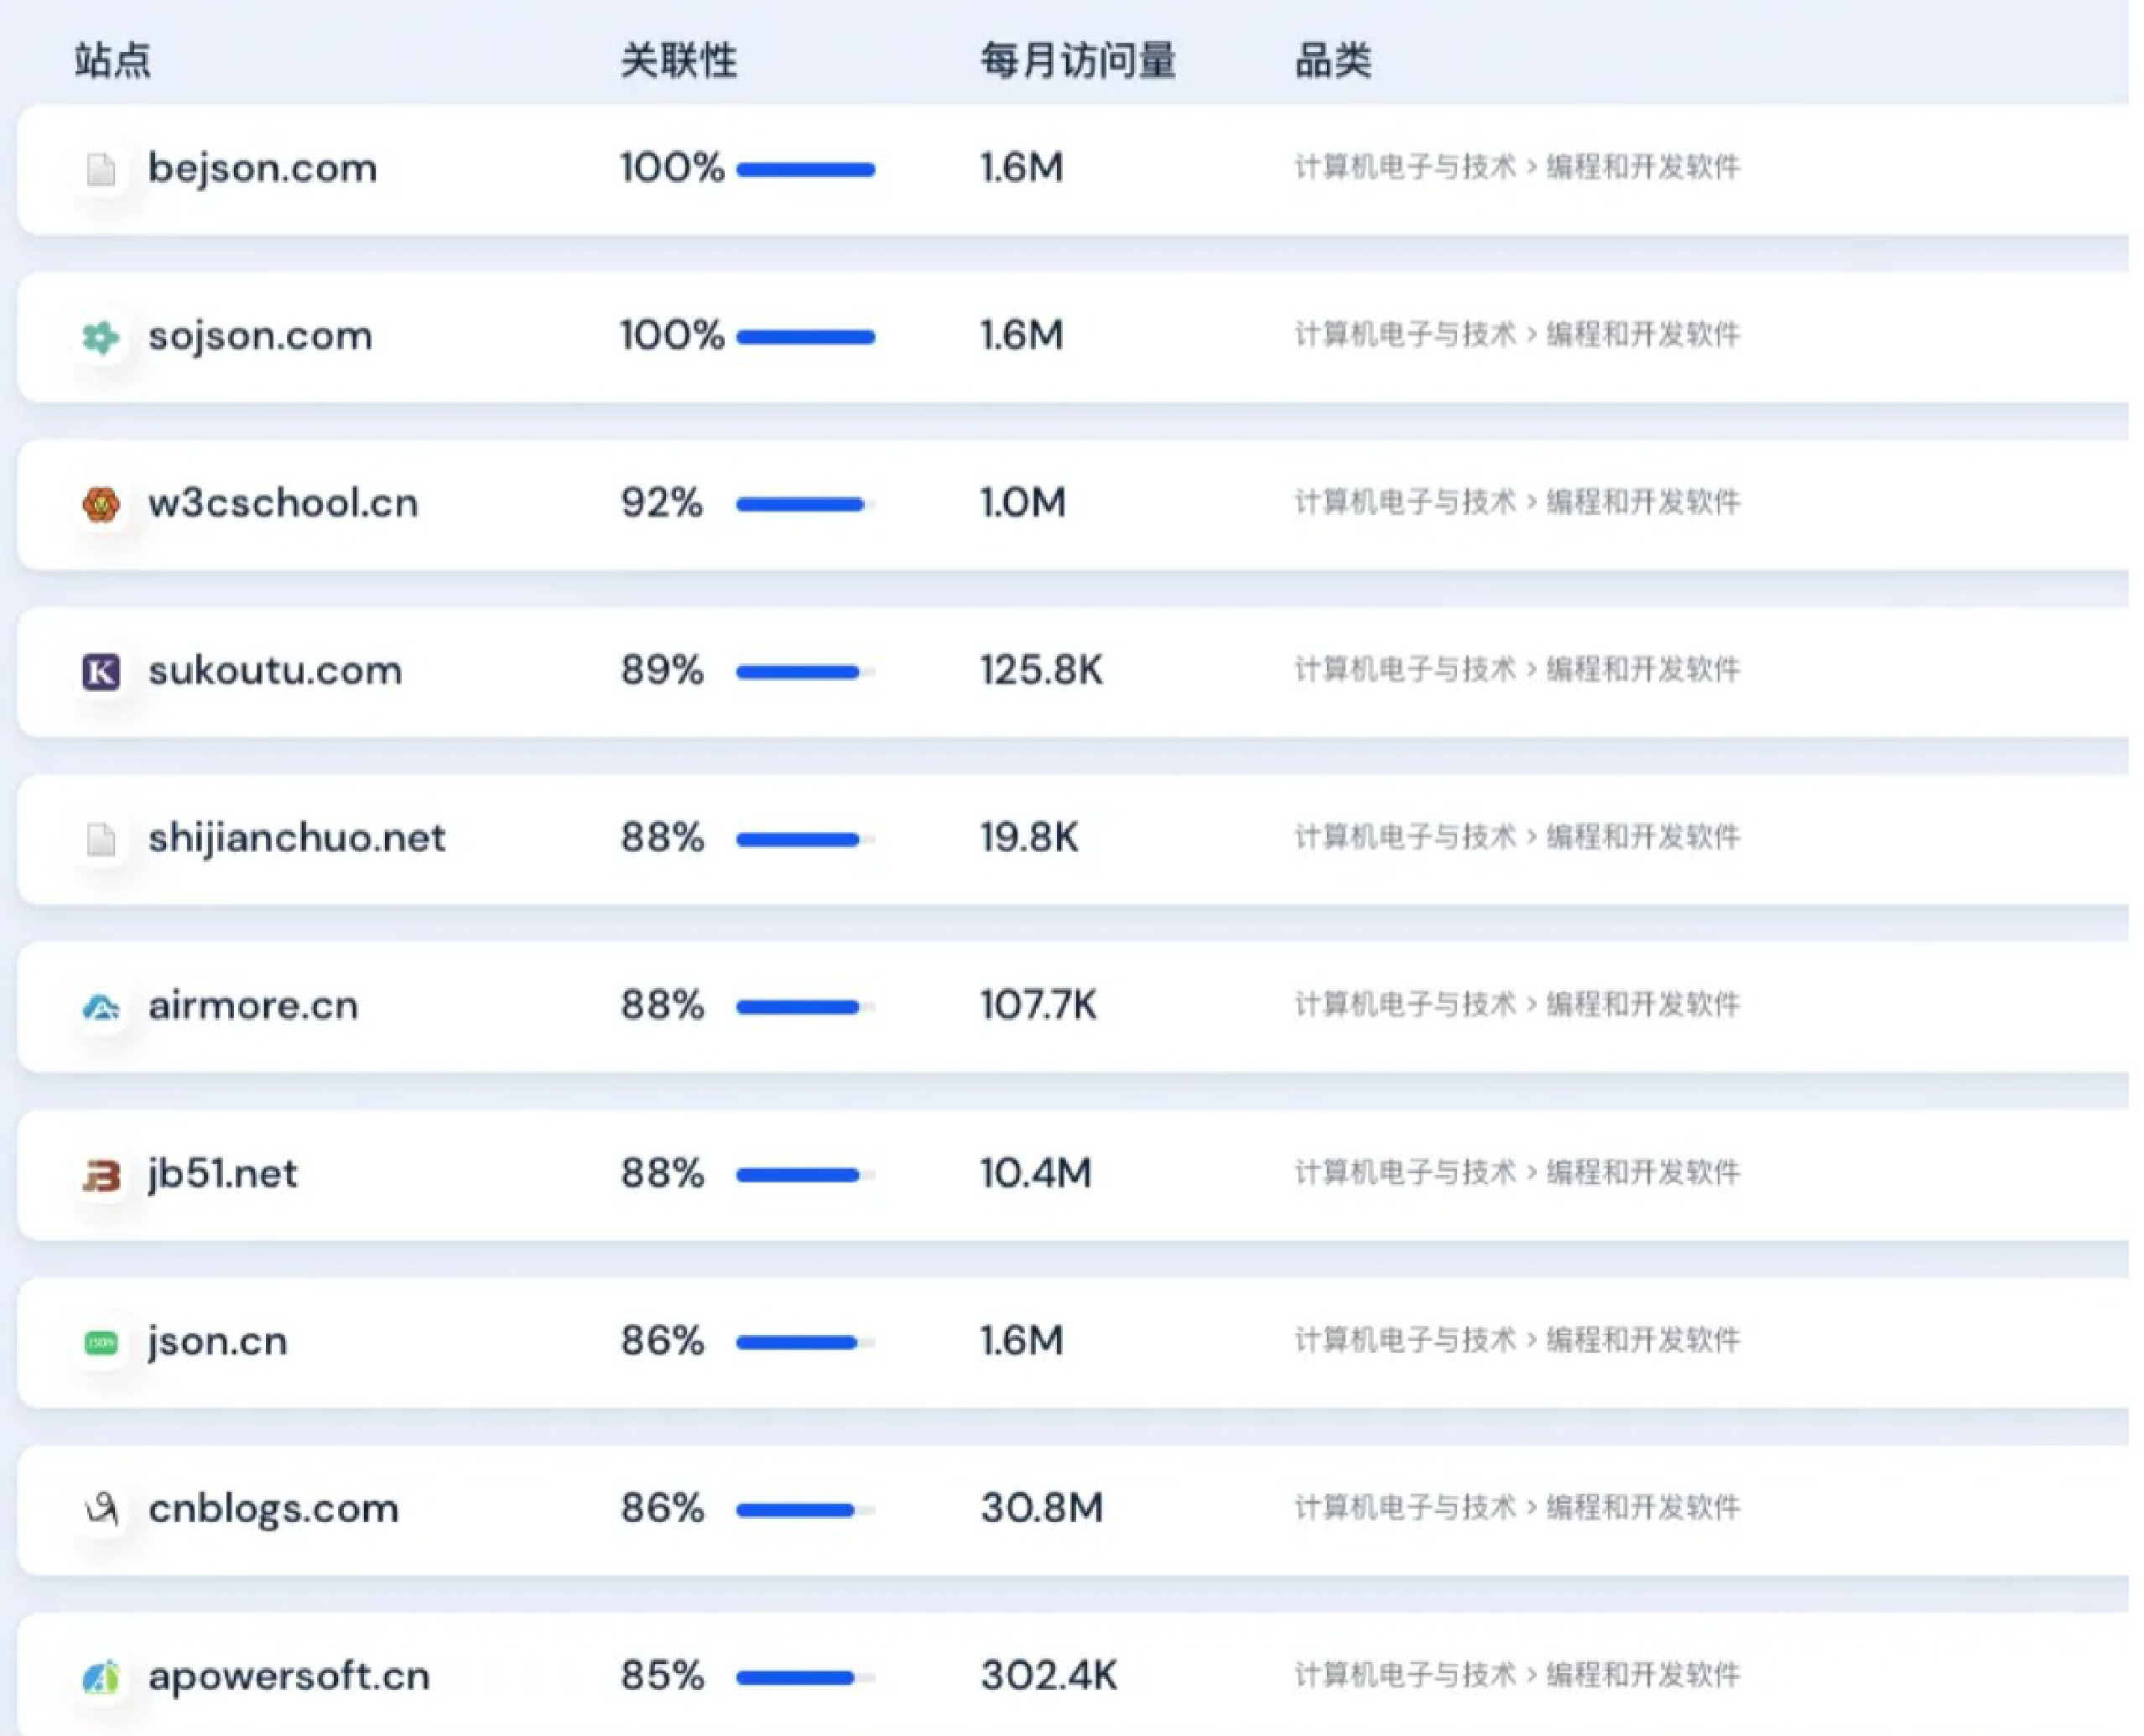 站点 关联性 每月访问量 品类
bejson.com 100% 1.6M 计算机电子与技术 › 编程和开发软件
sojson.com 100% 1.6M 计算机电子与技术 › 编程和开发软件
w3cschool.cn 92% 1.0M 计算机电子与技术 › 编程和开发软件
K sukoutu.com 89% 125.8K 计算机电子与技术 › 编程和开发软件
shijianchuo.net 88% 19.8K 计算机电子与技术 › 编程和开发软件
airmore.cn 88% 107.7K 计算机电子与技术 › 编程和开发软件
jb51.net 88% 10.4M 计算机电子与技术 › 编程和开发软件
JSON json.cn 86% 1.6M 计算机电子与技术 › 编程和开发软件
cnblogs.com 86% 30.8M 计算机电子与技术 › 编程和开发软件
apowersoft.cn 85% 302.4K 计算机电子与技术 › 编程和开发软件